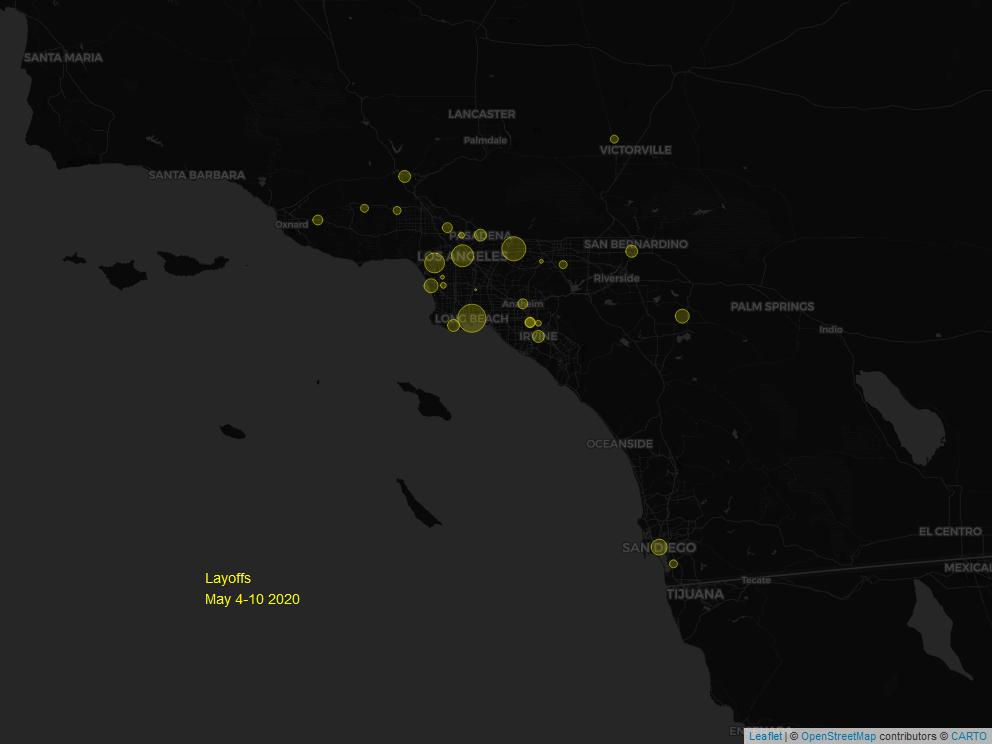 SANTA MARIA
LANCASTER
Palmdale
VICTORVILLE
SANTA BARBARA
Oxnard
PASADENA
SAN BERNARDINO
LOS ANGELES
Riverside
Anaheim
PALM SPRINGS
LONG BEACH
Indio
IRVINE
OCEANSIDE
EL CENTRO
SAN DIEGO
MEXICAL
Layoffs
Tecate
May 4-10 2020
TIJUANA
Leaflet | © OpenStreetMap contributors © CARTO